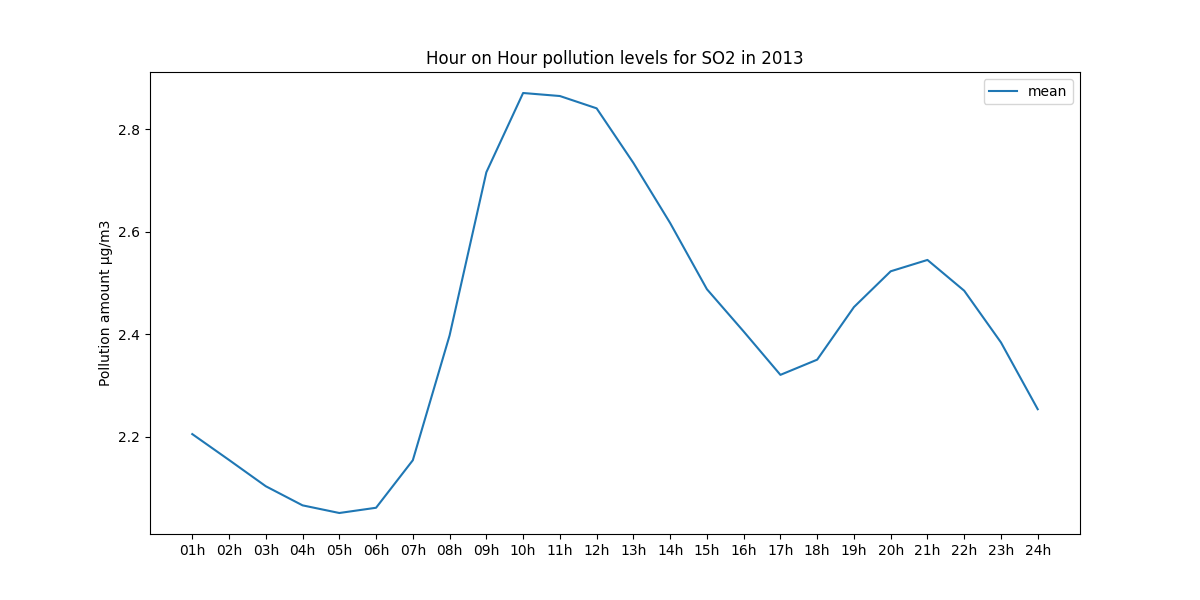 Hour on Hour pollution levels for SO2 in 2013
mean
Pollution amount µg/m3
2.8
2.6
2.4
2.2
01h 02h 03h 04h 05h 06h 07h 08h 09h 10h 11h 12h 13h 14h 15h 16h 17h 18h 19h 20h 21h 22h 23h 24h